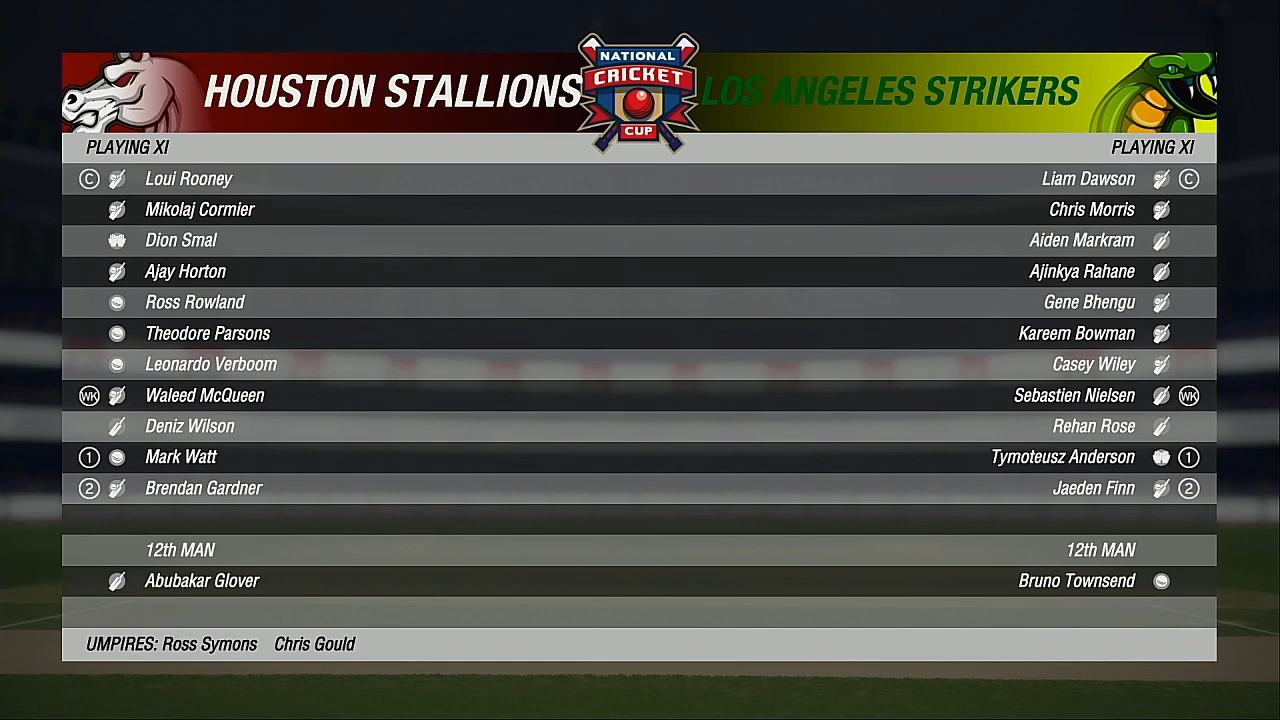 NATIONAL
CRICKET
CUP
HOUSTON STALLIONS
LOS ANGELES STRIKERS
PLAYING XI PLAYING XI
C Loui Rooney Liam Dawson C
Mikolaj Cormier Chris Morris
Dion Smal Aiden Markram
Ajay Horton Ajinkya Rahane
Ross Rowland Gene Bhengu
Theodore Parsons Kareem Bowman
Leonardo Verboom Casey Wiley
WK Waleed McQueen Sebastien Nielsen WK
Deniz Wilson Rehan Rose
1 Mark Watt Tymoteusz Anderson 1
2 Brendan Gardner Jaeden Finn 2
12th MAN 12th MAN
Abubakar Glover Bruno Townsend
UMPIRES: Ross Symons Chris Gould